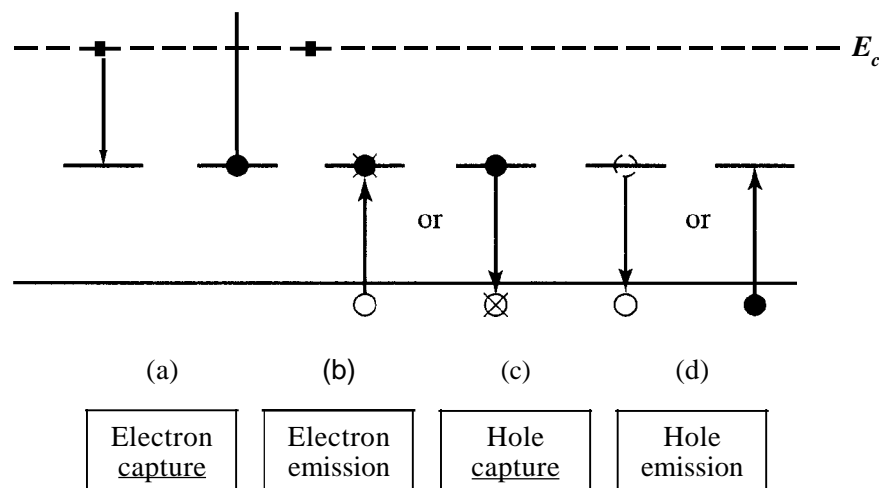 E_c
or
or
(a)
(b)
(c)
(d)
Electron
capture
Electron
emission
Hole
capture
Hole
emission